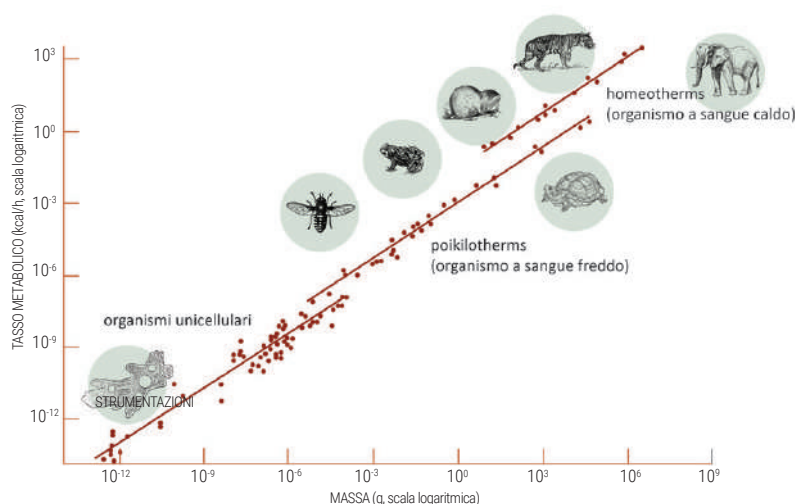 TASSO METABOLICO (kcal/h, scala logaritmica)
10³
10⁰
10⁻³
10⁻⁶
10⁻⁹
10⁻¹²
homeotherms
(organismo a sangue caldo)
poikilotherms
(organismo a sangue freddo)
organismi unicellulari
STRUMENTAZIONI
10⁻¹²
10⁻⁹
10⁻⁶
10⁻³
10⁰
10³
10⁶
10⁹
MASSA (g, scala logaritmica)